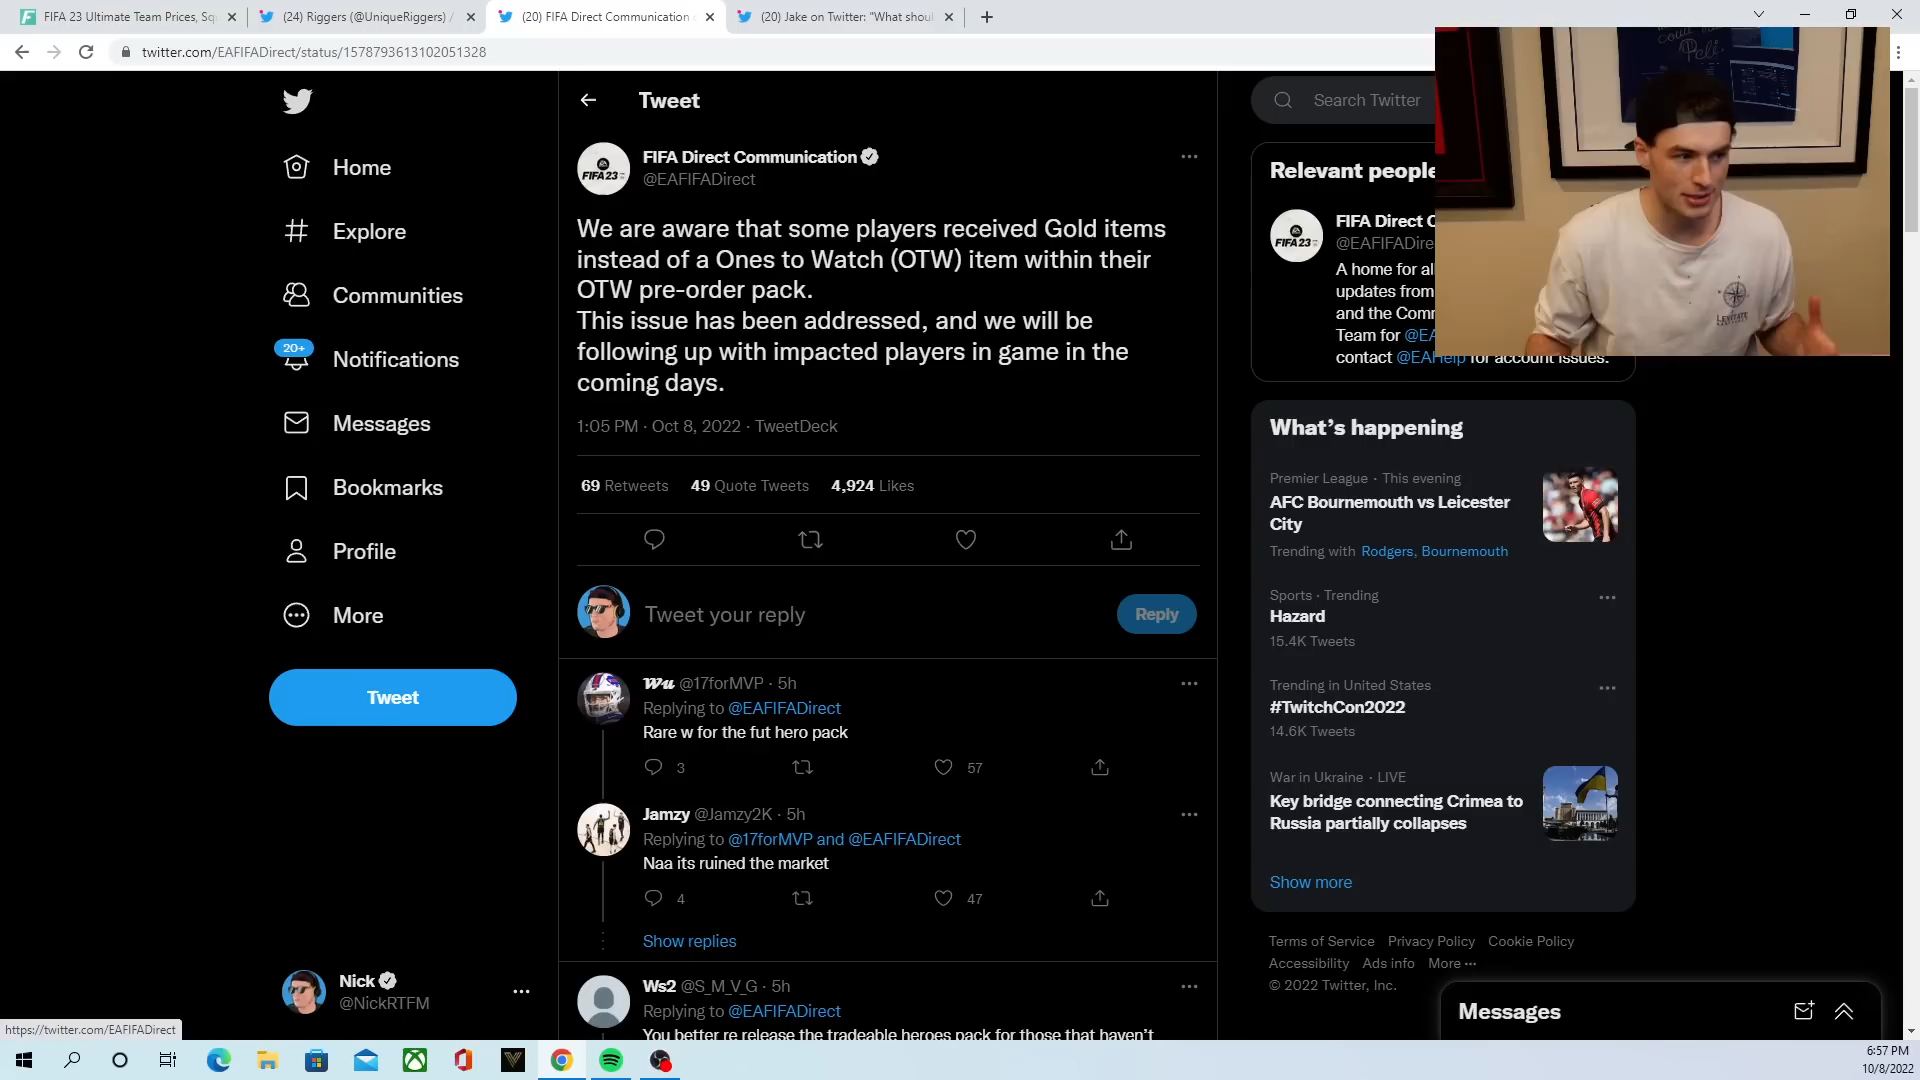 FIFA 23 Ultimate Team Prices, Sq
(24) Riggers (@UniqueRiggers) /
(20) FIFA Direct Communication
(20) Jake on Twitter: "What shou
twitter.com/EAFIFADirect/status/1578793613102051328
Tweet
Search Twitter
Home
Explore
Communities
20+
Notifications
Messages
Bookmarks
Profile
More
Tweet
Nick
@NickRTFM
FIFA 23
FIFA Direct Communication
@EAFIFADirect
We are aware that some players received Gold items
instead of a Ones to Watch (OTW) item within their
OTW pre-order pack.
This issue has been addressed, and we will be
following up with impacted players in game in the
coming days.
1:05 PM · Oct 8, 2022 · TweetDeck
69 Retweets 49 Quote Tweets 4,924 Likes
Tweet your reply
Reply
Wu @17forMVP · 5h
Replying to @EAFIFADirect
Rare w for the fut hero pack
3 57
Jamzy @Jamzy2K · 5h
Replying to @17forMVP and @EAFIFADirect
Naa its ruined the market
4 47
Show replies
Ws2 @S_M_V_G · 5h
Replying to @EAFIFADirect
You better re release the tradeable heroes pack for those that haven't
Relevant people
FIFA 23
FIFA Direct C
@EAFIFADire
A home for al
updates from
and the Comm
Team for @EA
contact @EAHelp for account issues.
What's happening
Premier League · This evening
AFC Bournemouth vs Leicester
City
Trending with Rodgers, Bournemouth
Sports · Trending
Hazard
15.4K Tweets
Trending in United States
#TwitchCon2022
14.6K Tweets
War in Ukraine · LIVE
Key bridge connecting Crimea to
Russia partially collapses
Show more
Terms of Service Privacy Policy Cookie Policy
Accessibility Ads info More ···
© 2022 Twitter, Inc.
Messages
https://twitter.com/EAFIFADirect
6:57 PM
10/8/2022